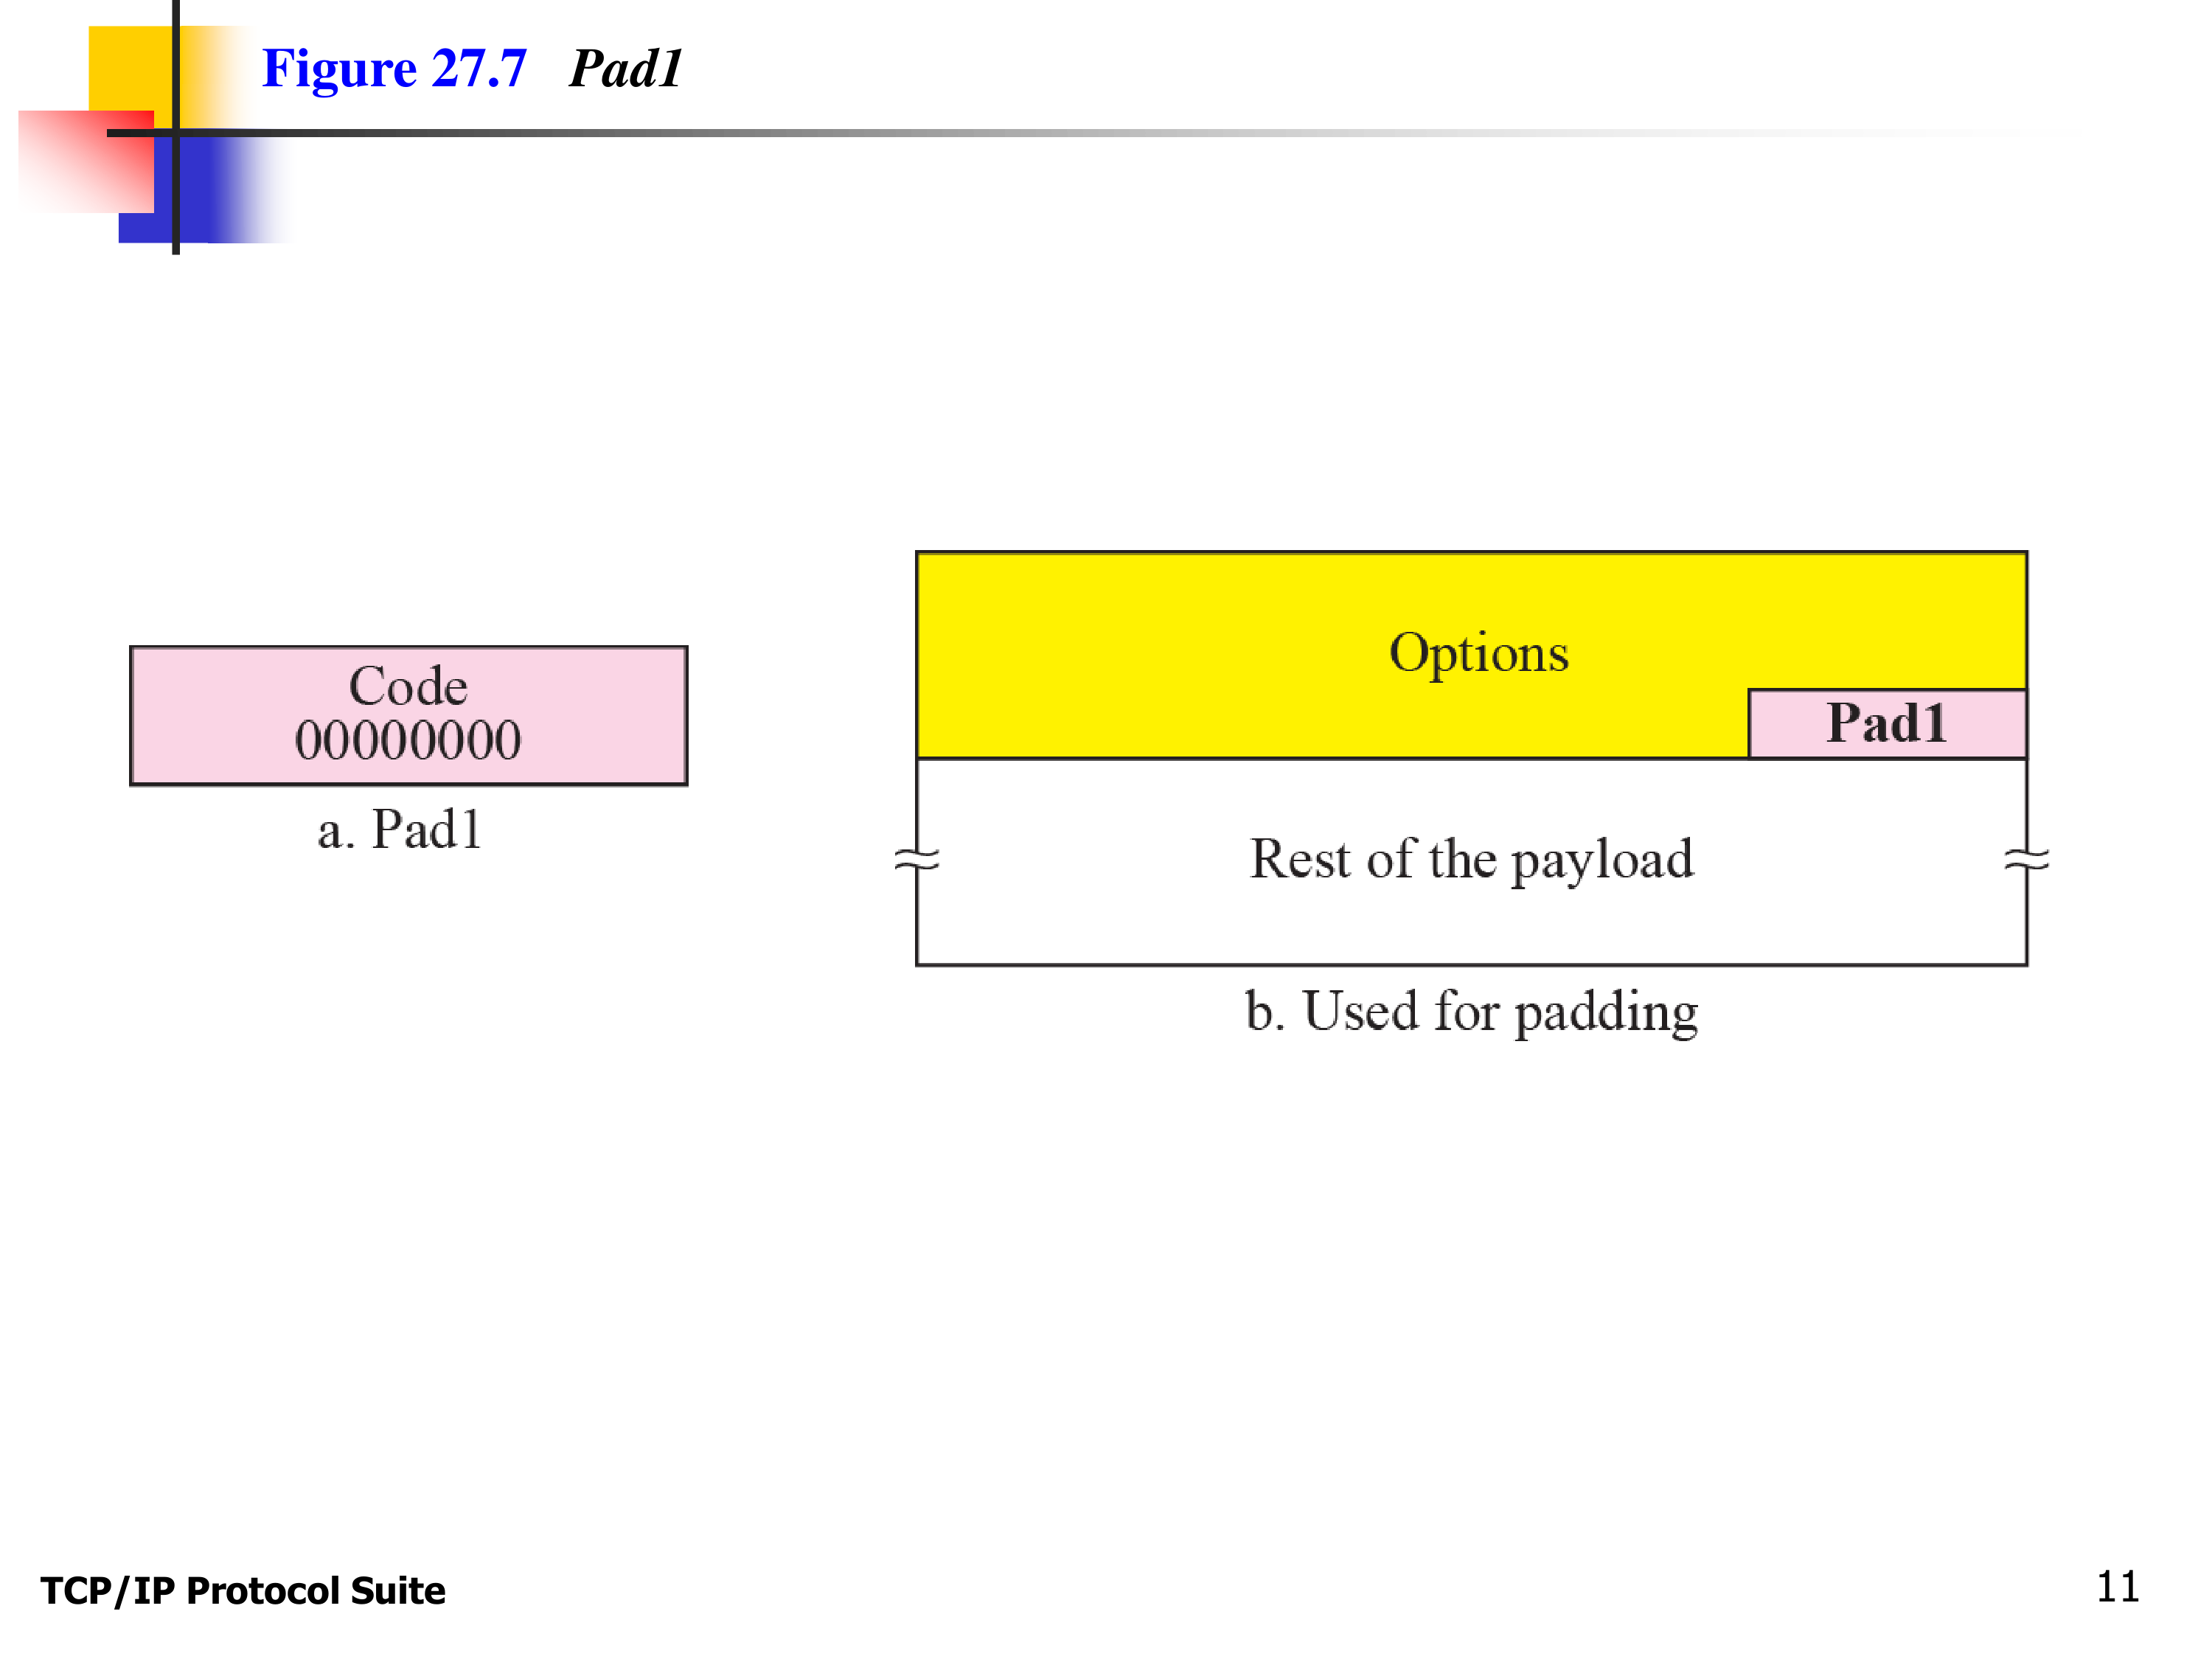 Figure 27.7 Pad1
Code
00000000
a. Pad1
Options
Pad1
Rest of the payload
b. Used for padding
TCP/IP Protocol Suite
11